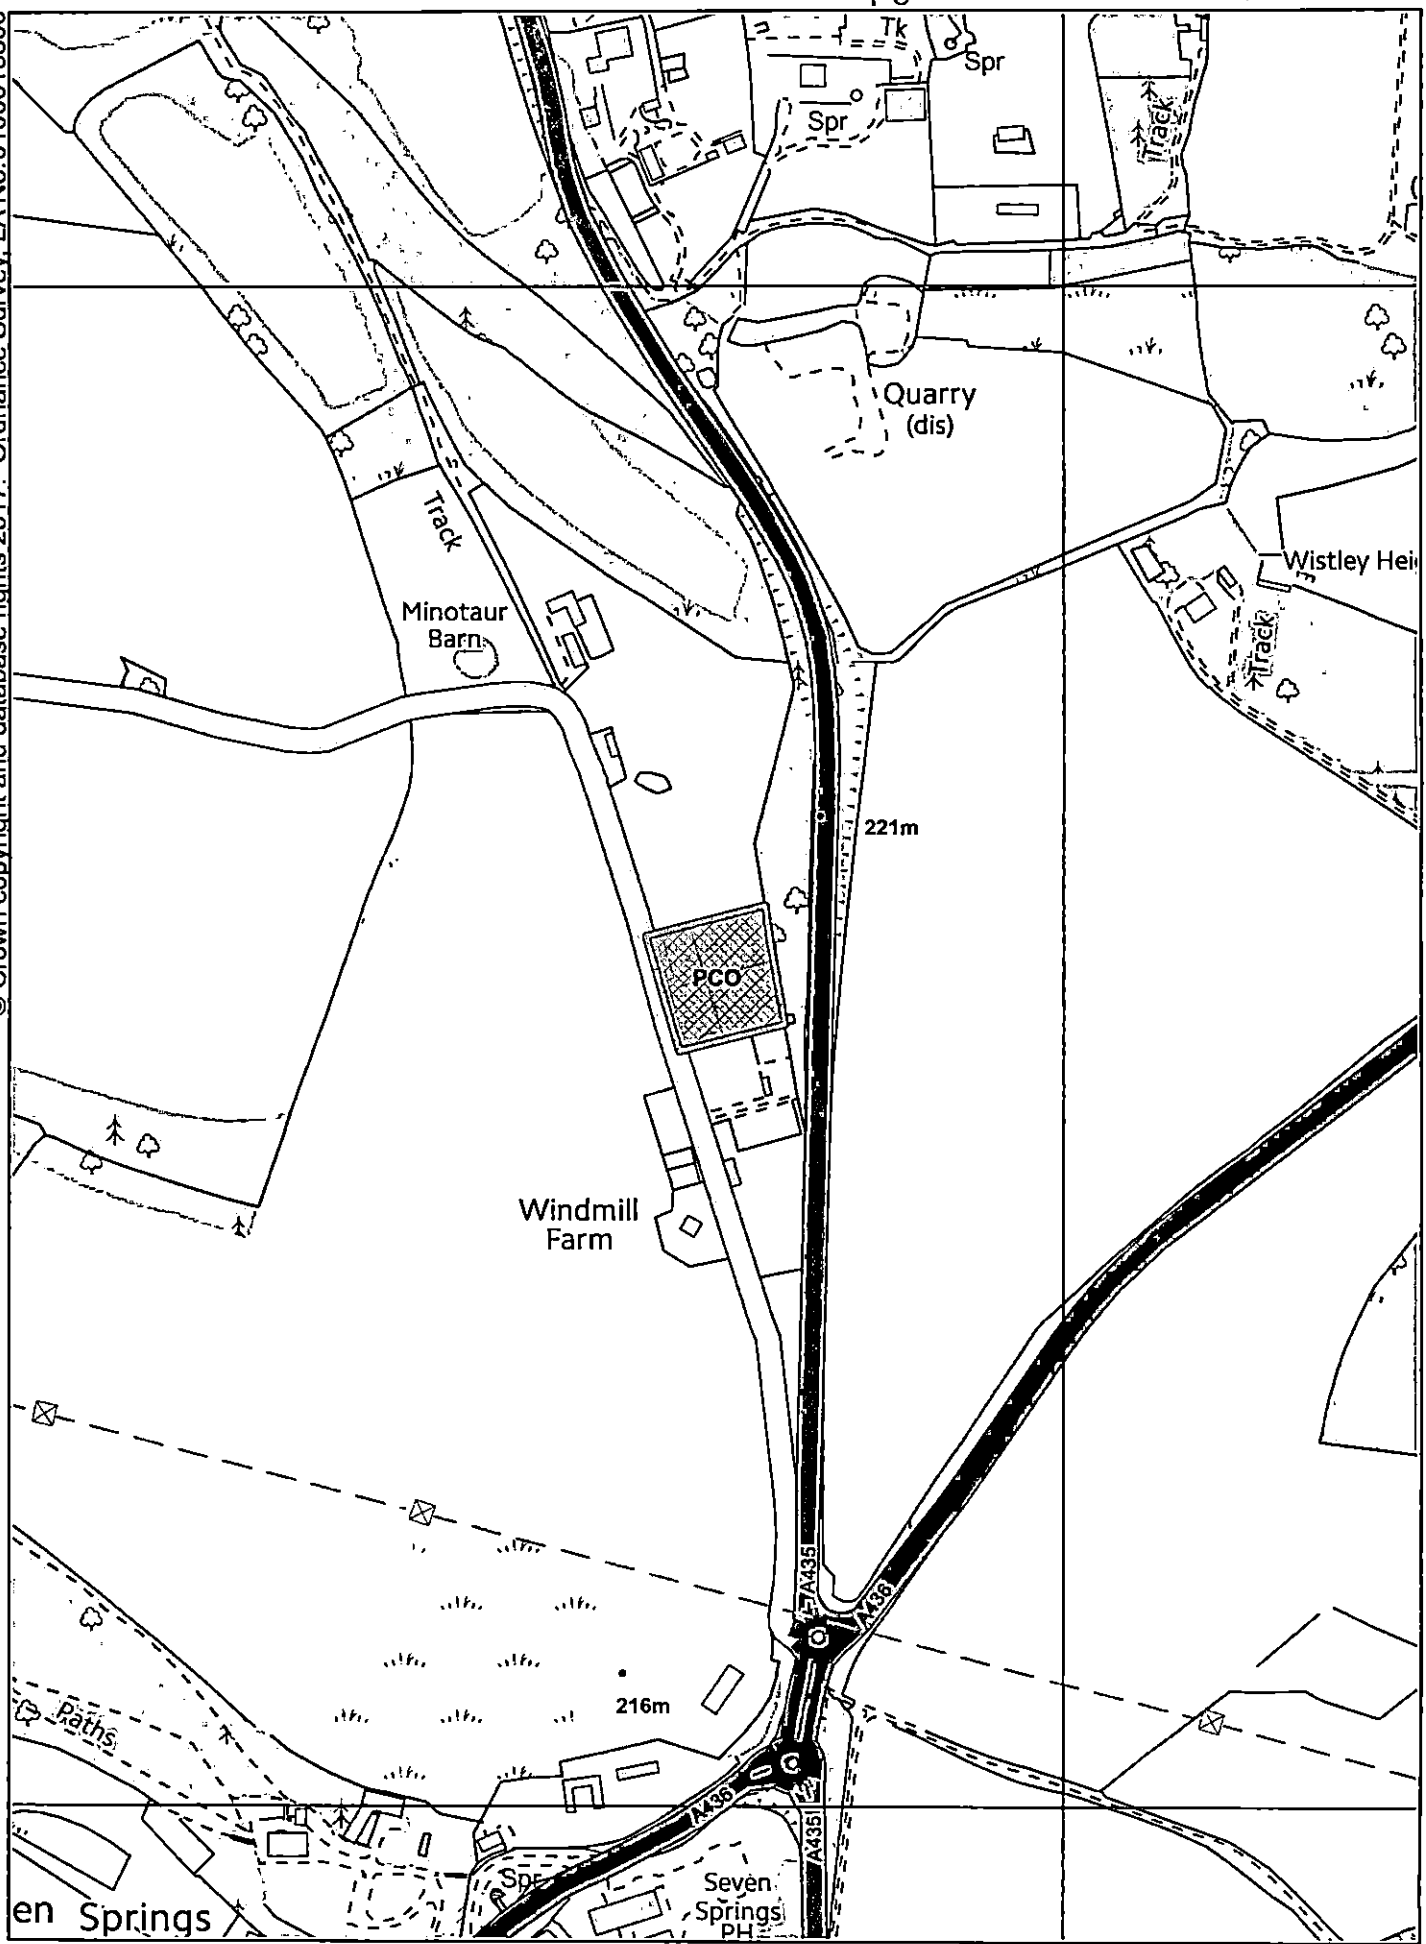 Tk
Spr
Spr
Track
Quarry
(dis)
Track
Wistley Hei
Minotaur
Barn
Track
221m
PCO
Windmill
Farm
A435
A436
216m
Paths
A436
A435
Spr
Seven
Springs
PH
en Springs